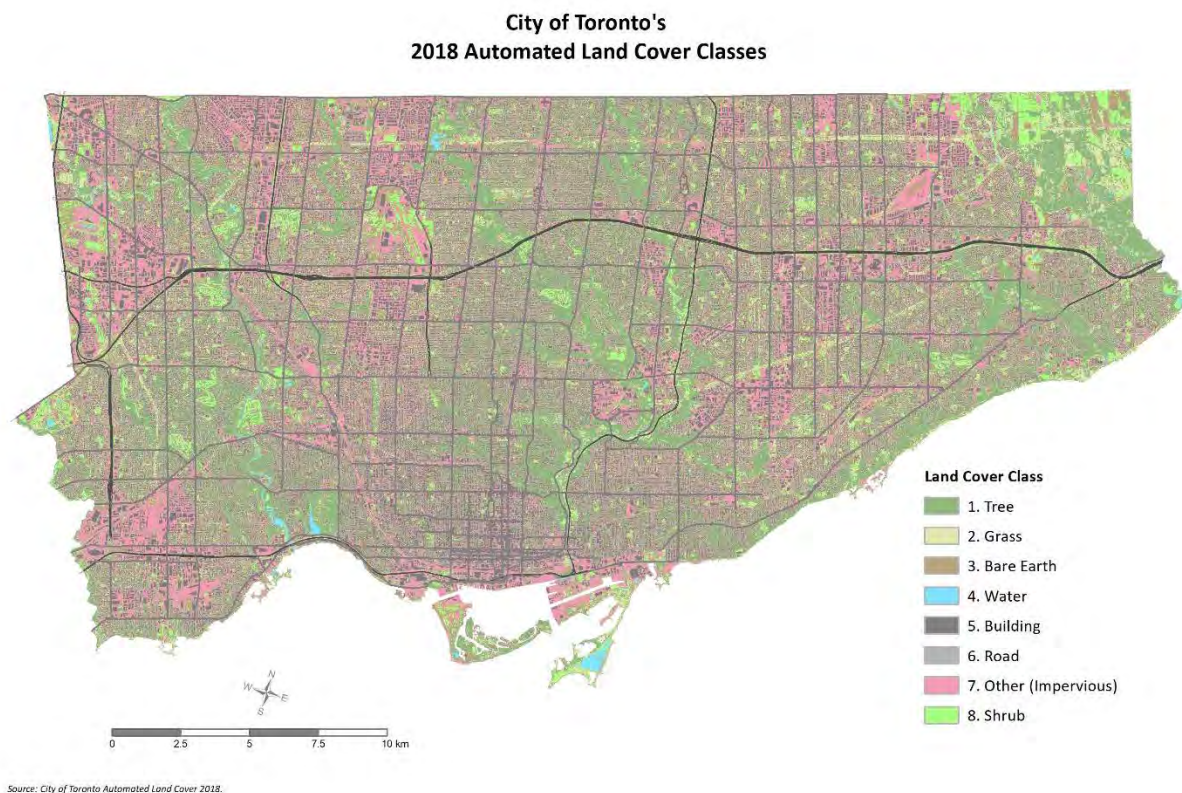 City of Toronto's
2018 Automated Land Cover Classes
Land Cover Class
1. Tree
2. Grass
3. Bare Earth
4. Water
5. Building
6. Road
7. Other (Impervious)
8. Shrub
N
W
E
S
0 2.5 5 7.5 10 km
Source: City of Toronto Automated Land Cover 2018.